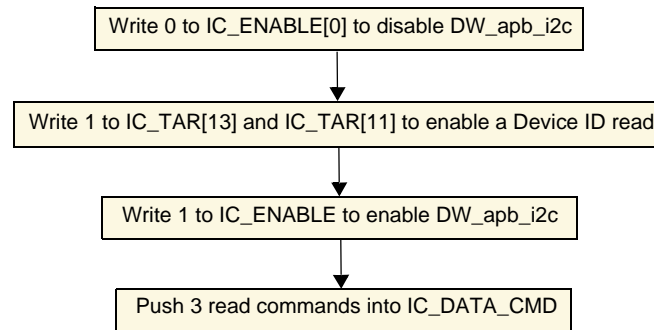 Write 0 to IC_ENABLE[0] to disable DW_apb_i2c
Write 1 to IC_TAR[13] and IC_TAR[11] to enable a Device ID read
Write 1 to IC_ENABLE to enable DW_apb_i2c
Push 3 read commands into IC_DATA_CMD